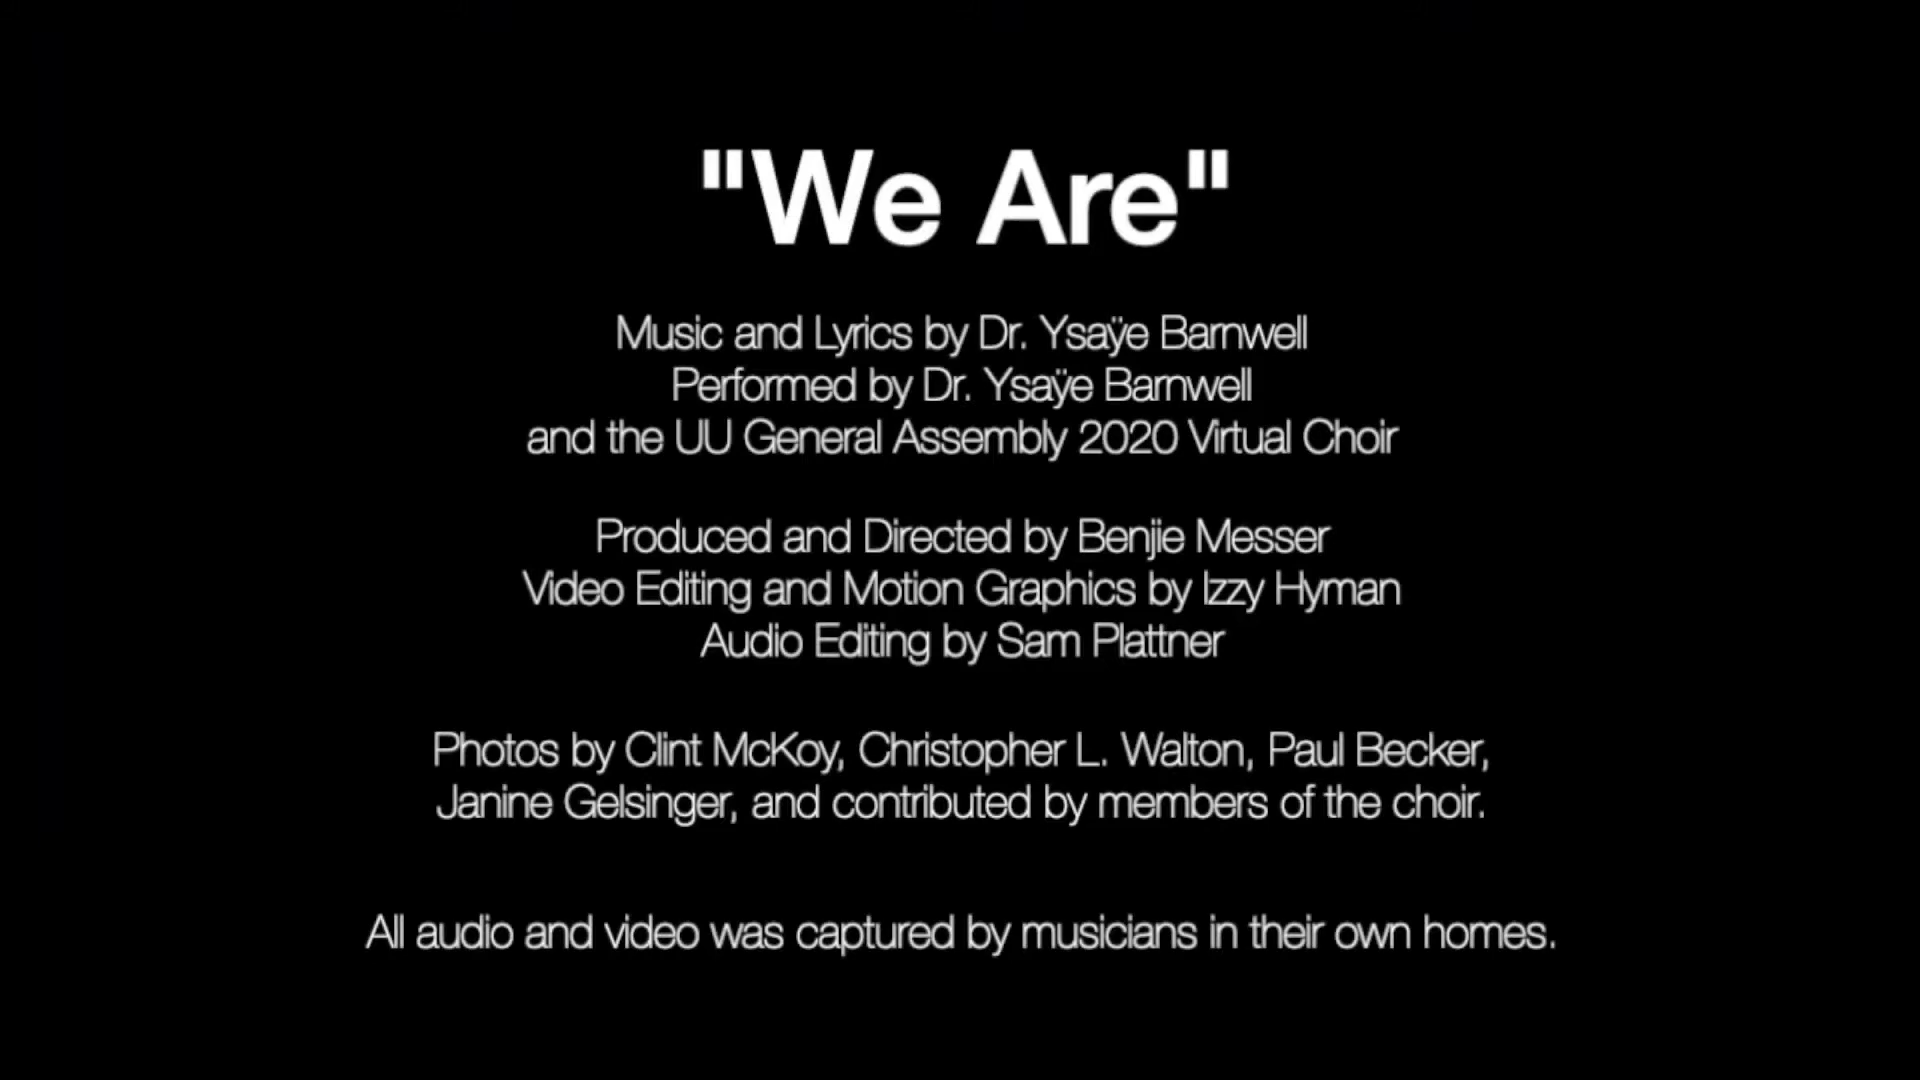 "We Are"
Music and Lyrics by Dr. Ysaÿe Barnwell
Performed by Dr. Ysaÿe Barnwell
and the UU General Assembly 2020 Virtual Choir
Produced and Directed by Benjie Messer
Video Editing and Motion Graphics by Izzy Hyman
Audio Editing by Sam Plattner
Photos by Clint McKoy, Christopher L. Walton, Paul Becker,
Janine Gelsinger, and contributed by members of the choir.
All audio and video was captured by musicians in their own homes.